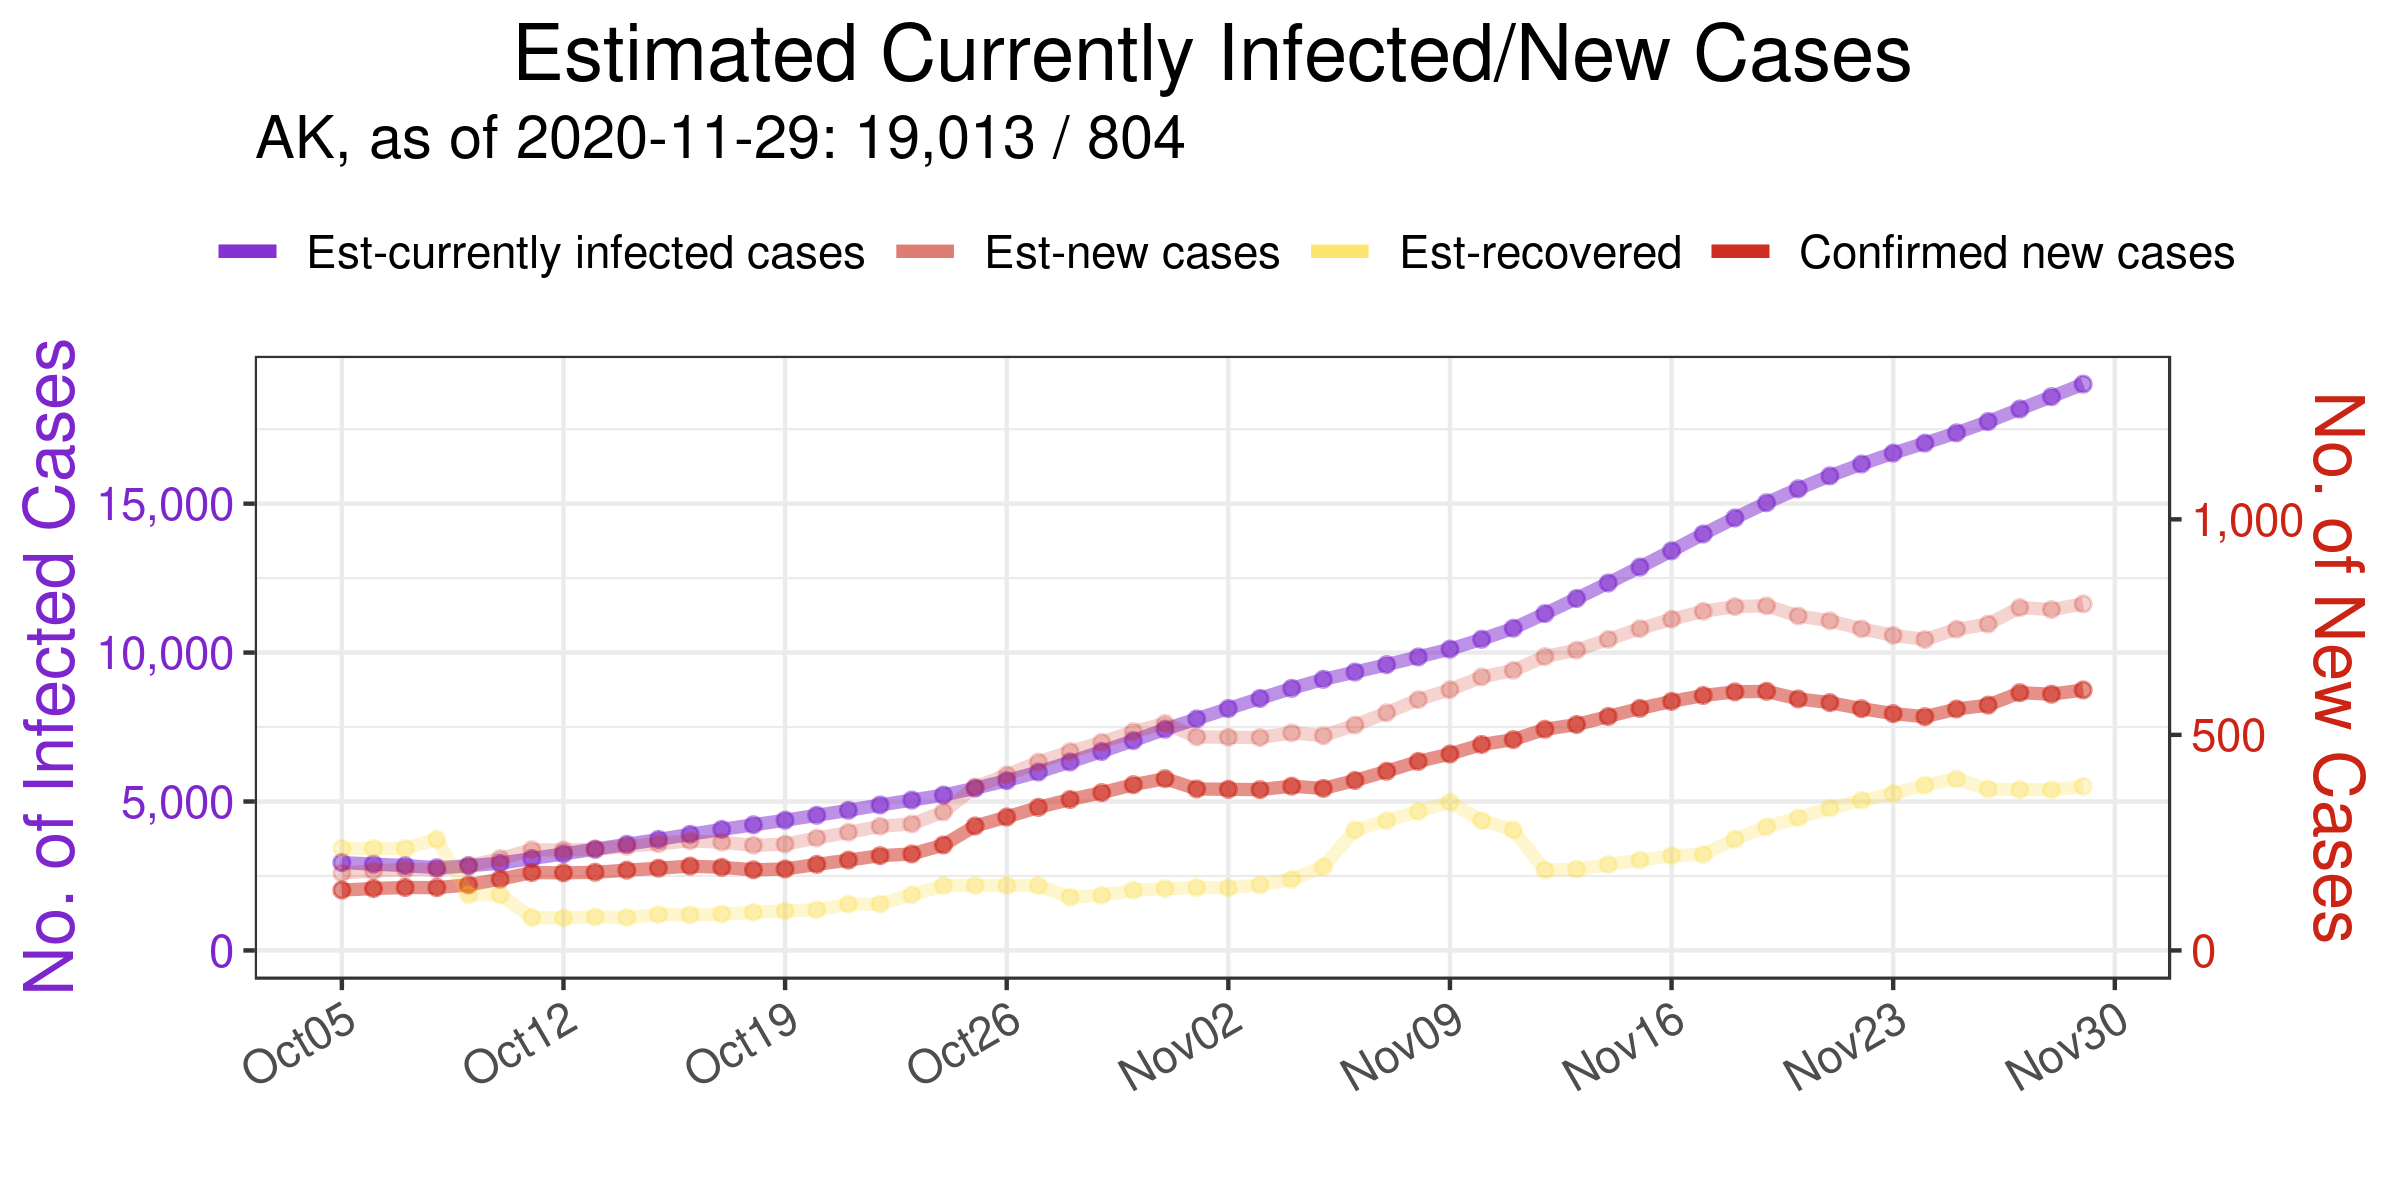 Estimated Currently Infected/New Cases
AK, as of 2020-11-29: 19,013 / 804
Est-currently infected cases Est-new cases Est-recovered Confirmed new cases
No. of Infected Cases
15,000
10,000
5,000
0
1,000
500
0
No. of New Cases
Oct05 Oct12 Oct19 Oct26 Nov02 Nov09 Nov16 Nov23 Nov30